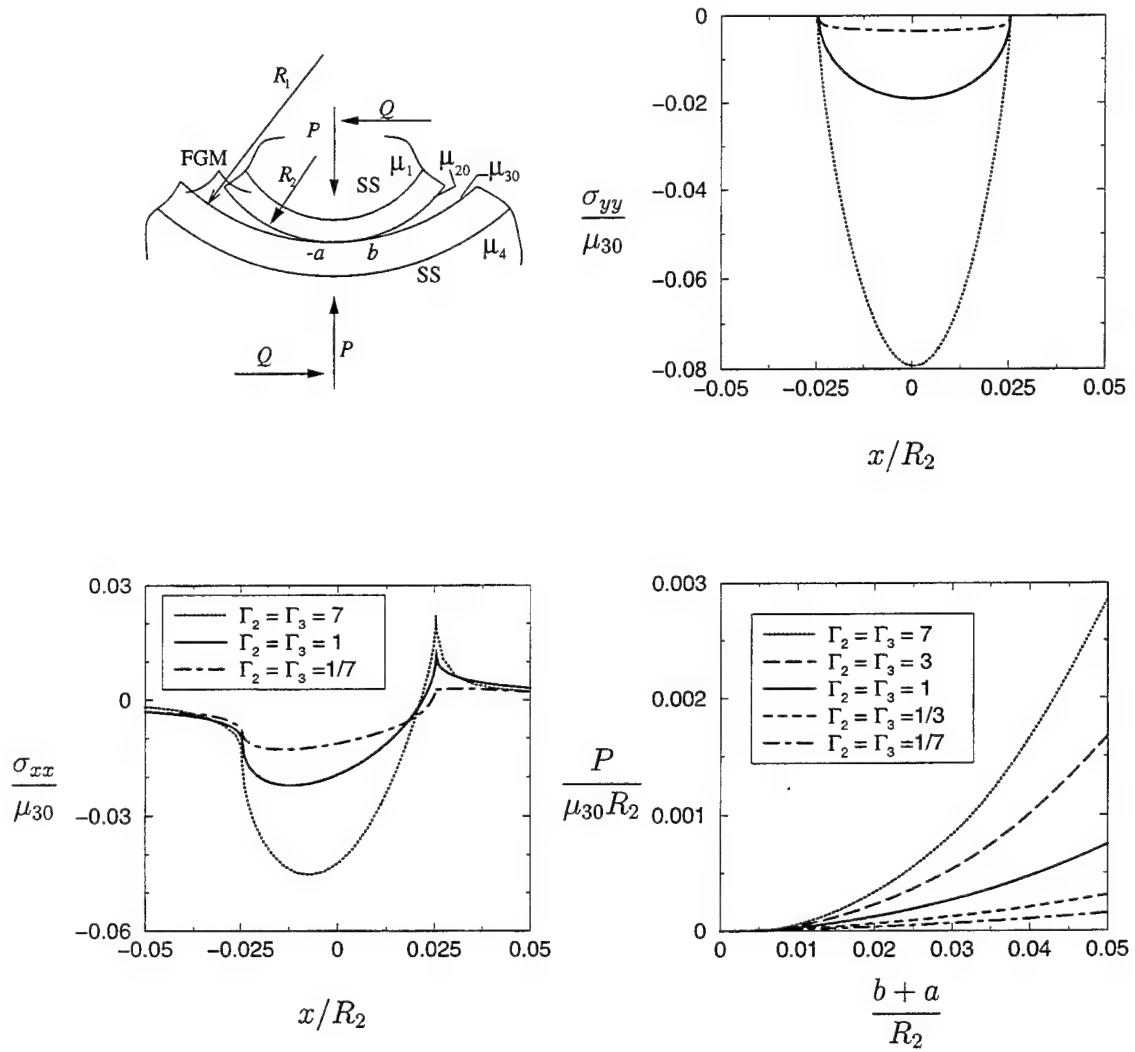 R₁
Q
P
FGM
R₂
μ₁
μ₂₀
μ₃₀
SS
-a
b
μ₄
SS
Q
P
0
-0.02
-0.04
-0.06
-0.08
σ_yy
μ₃₀
-0.05 -0.025 0 0.025 0.05
x/R₂
0.03
0
-0.03
-0.06
Γ₂ = Γ₃ = 7
Γ₂ = Γ₃ = 1
Γ₂ = Γ₃ =1/7
σ_xx
μ₃₀
-0.05 -0.025 0 0.025 0.05
x/R₂
0.003
0.002
0.001
0
Γ₂ = Γ₃ = 7
Γ₂ = Γ₃ = 3
Γ₂ = Γ₃ = 1
Γ₂ = Γ₃ =1/3
Γ₂ = Γ₃ =1/7
P
μ₃₀R₂
0 0.01 0.02 0.03 0.04 0.05
b + a
R₂